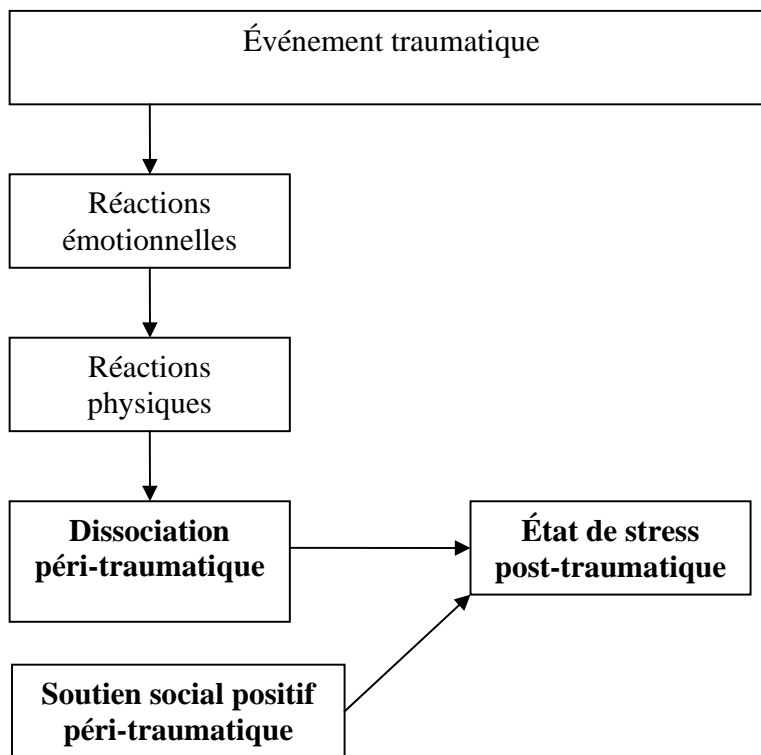 Événement traumatique
Réactions
émotionnelles
Réactions
physiques
Dissociation
péri-traumatique
État de stress
post-traumatique
Soutien social positif
péri-traumatique